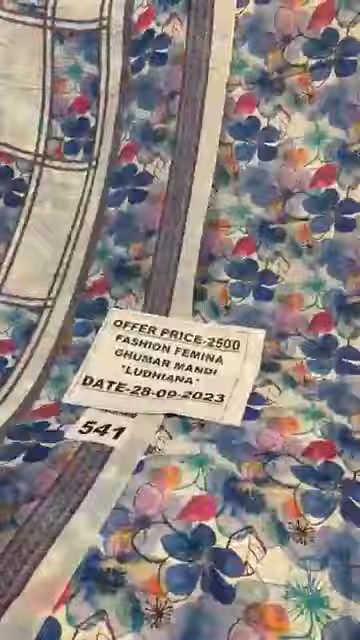 OFFER PRICE-2500
FASHION FEMINA
GHUMAR MANDI
"LUDHIANA"
DATE-28-09-2023
541